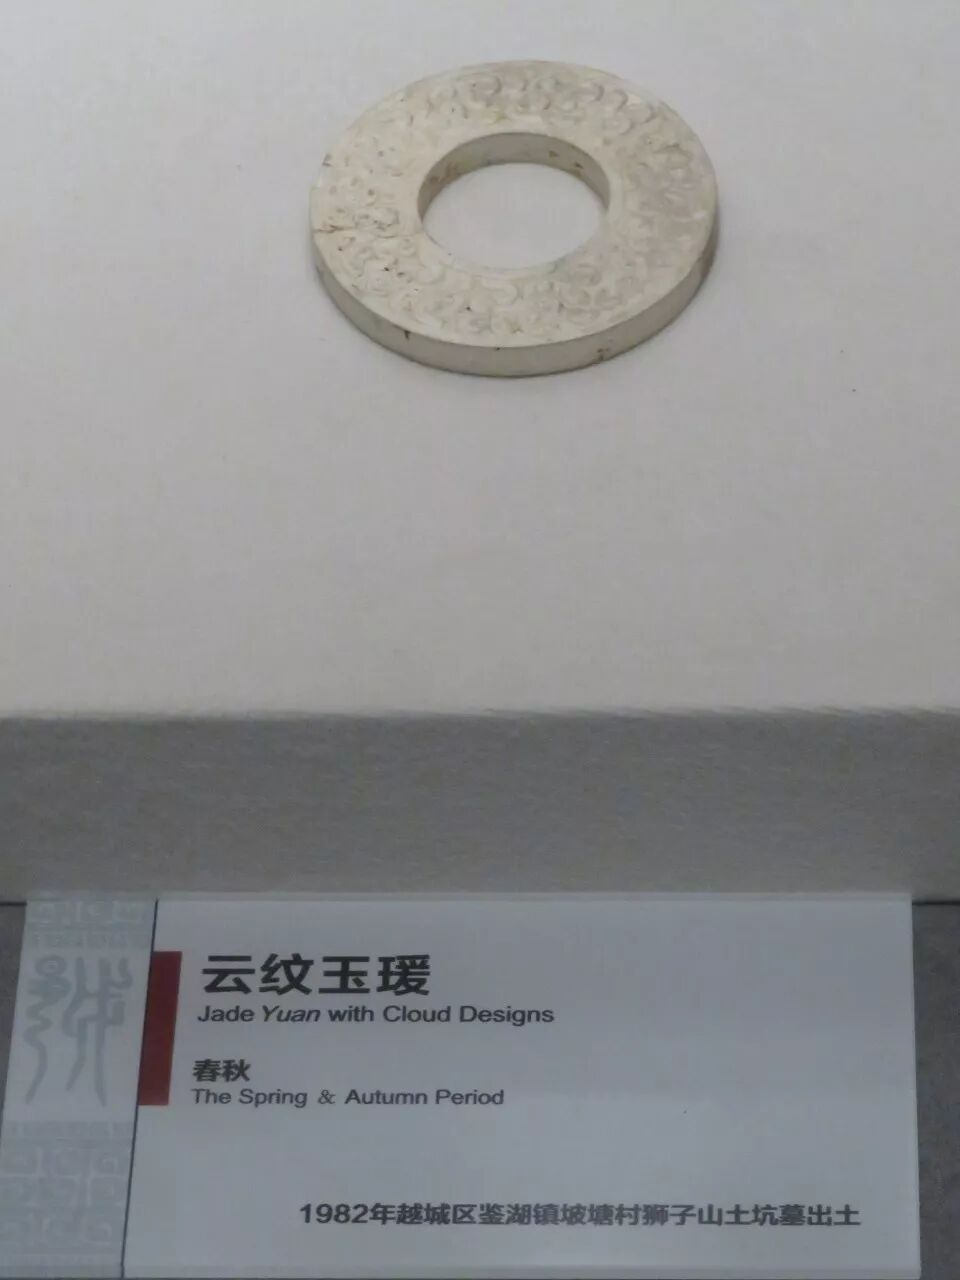 云纹玉瑗
Jade Yuan with Cloud Designs
春秋
The Spring & Autumn Period
1982年越城区鉴湖镇坡塘村狮子山土坑墓出土